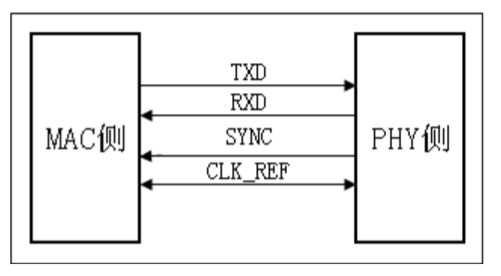 TXD
RXD
MAC侧
SYNC
PHY侧
CLK_REF